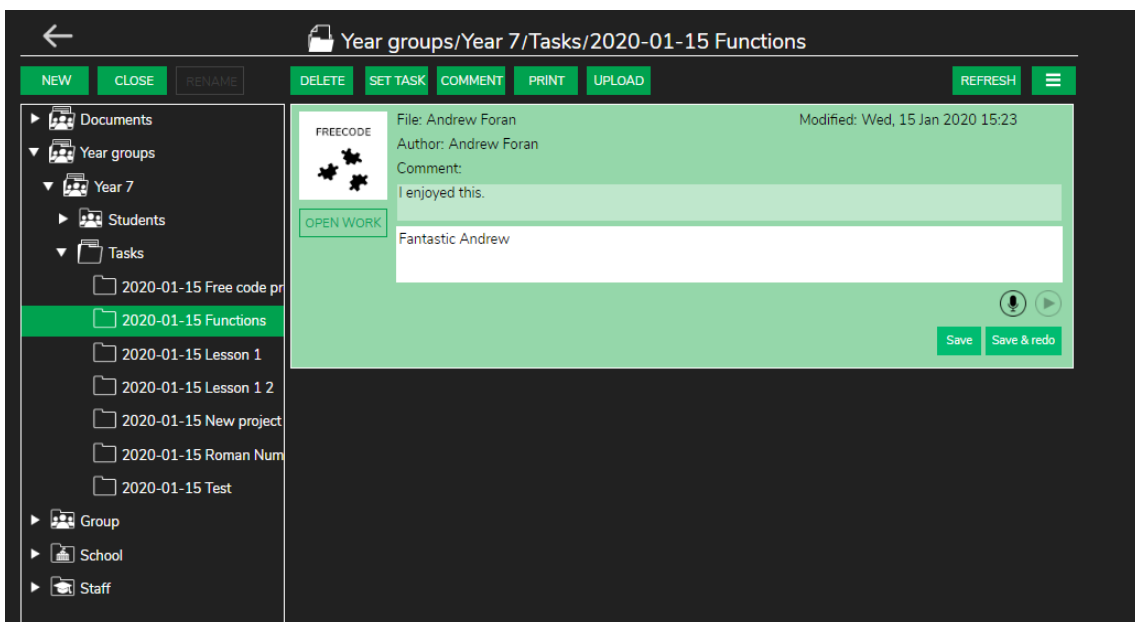 Year groups/Year 7/Tasks/2020-01-15 Functions
NEW CLOSE RENAME DELETE SET TASK COMMENT PRINT UPLOAD REFRESH
Documents
Year groups
Year 7
Students
Tasks
2020-01-15 Free code pr
2020-01-15 Functions
2020-01-15 Lesson 1
2020-01-15 Lesson 1 2
2020-01-15 New project
2020-01-15 Roman Num
2020-01-15 Test
Group
School
Staff
FREECODE
OPEN WORK
File: Andrew Foran Modified: Wed, 15 Jan 2020 15:23
Author: Andrew Foran
Comment:
I enjoyed this.
Fantastic Andrew
Save Save & redo